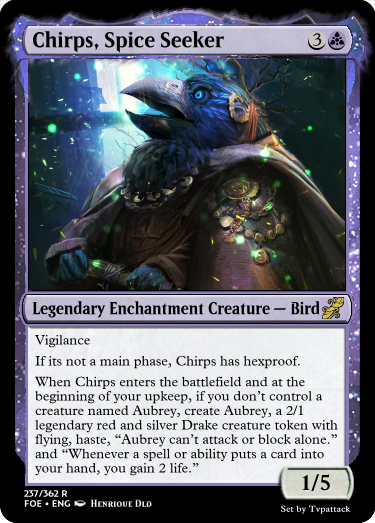 Chirps, Spice Seeker 3
Legendary Enchantment Creature — Bird
Vigilance
If its not a main phase, Chirps has hexproof.
When Chirps enters the battlefield and at the
beginning of your upkeep, if you don’t control a
creature named Aubrey, create Aubrey, a 2/1
legendary red and silver Drake creature token with
flying, haste, “Aubrey can’t attack or block alone.”
and “Whenever a spell or ability puts a card into
your hand, you gain 2 life.”
1/5
237/362 R
FOE • ENG Henrique Dld
Set by Tvpattack